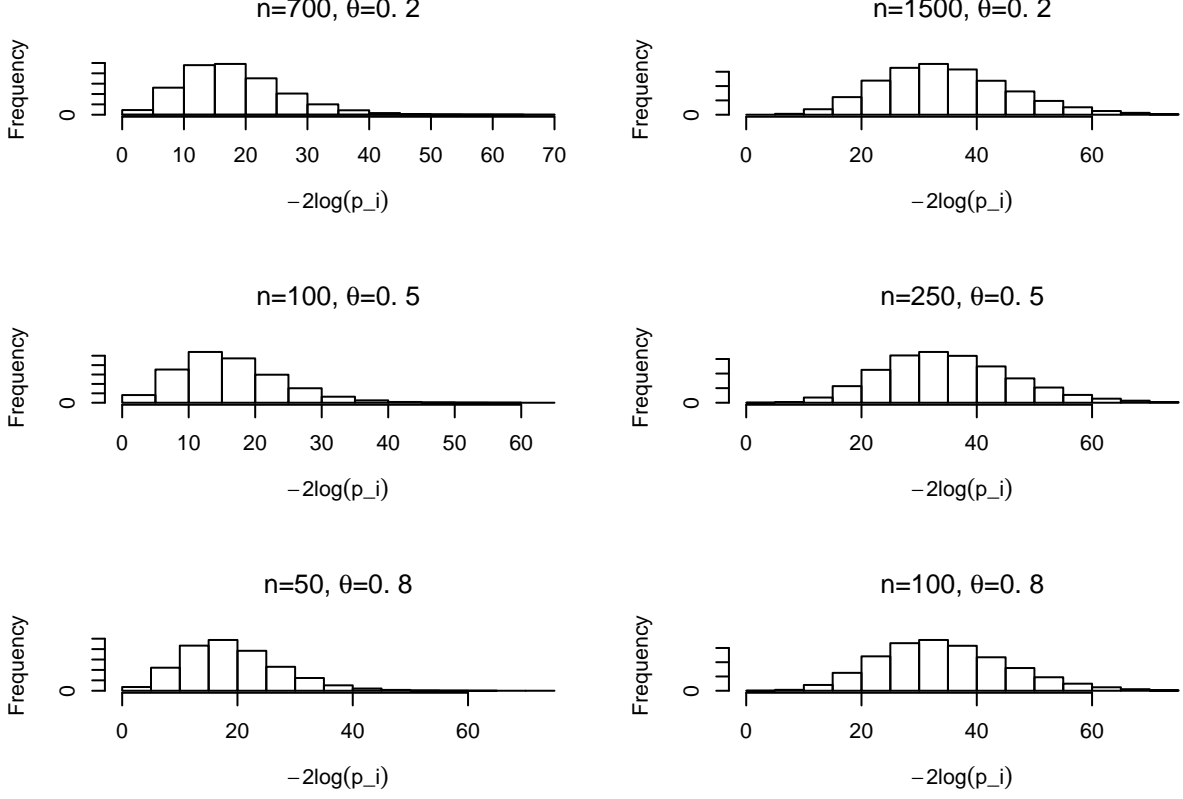 n=700, θ=0. 2
Frequency
0
0 10 20 30 40 50 60 70
−2log(p_i)
n=1500, θ=0. 2
Frequency
0
0 20 40 60
−2log(p_i)
n=100, θ=0. 5
Frequency
0
0 10 20 30 40 50 60
−2log(p_i)
n=250, θ=0. 5
Frequency
0
0 20 40 60
−2log(p_i)
n=50, θ=0. 8
Frequency
0
0 20 40 60
−2log(p_i)
n=100, θ=0. 8
Frequency
0
0 20 40 60
−2log(p_i)